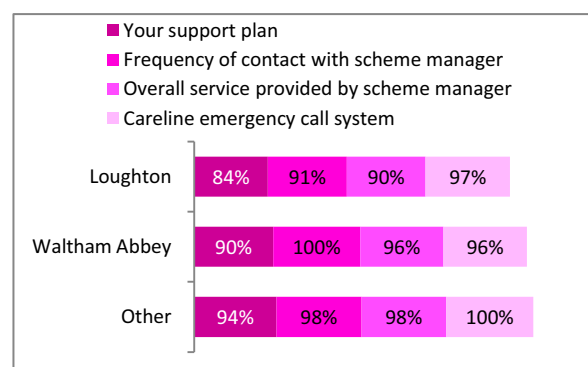 Your support plan
Frequency of contact with scheme manager
Overall service provided by scheme manager
Careline emergency call system
Loughton 84% 91% 90% 97%
Waltham Abbey 90% 100% 96% 96%
Other 94% 98% 98% 100%